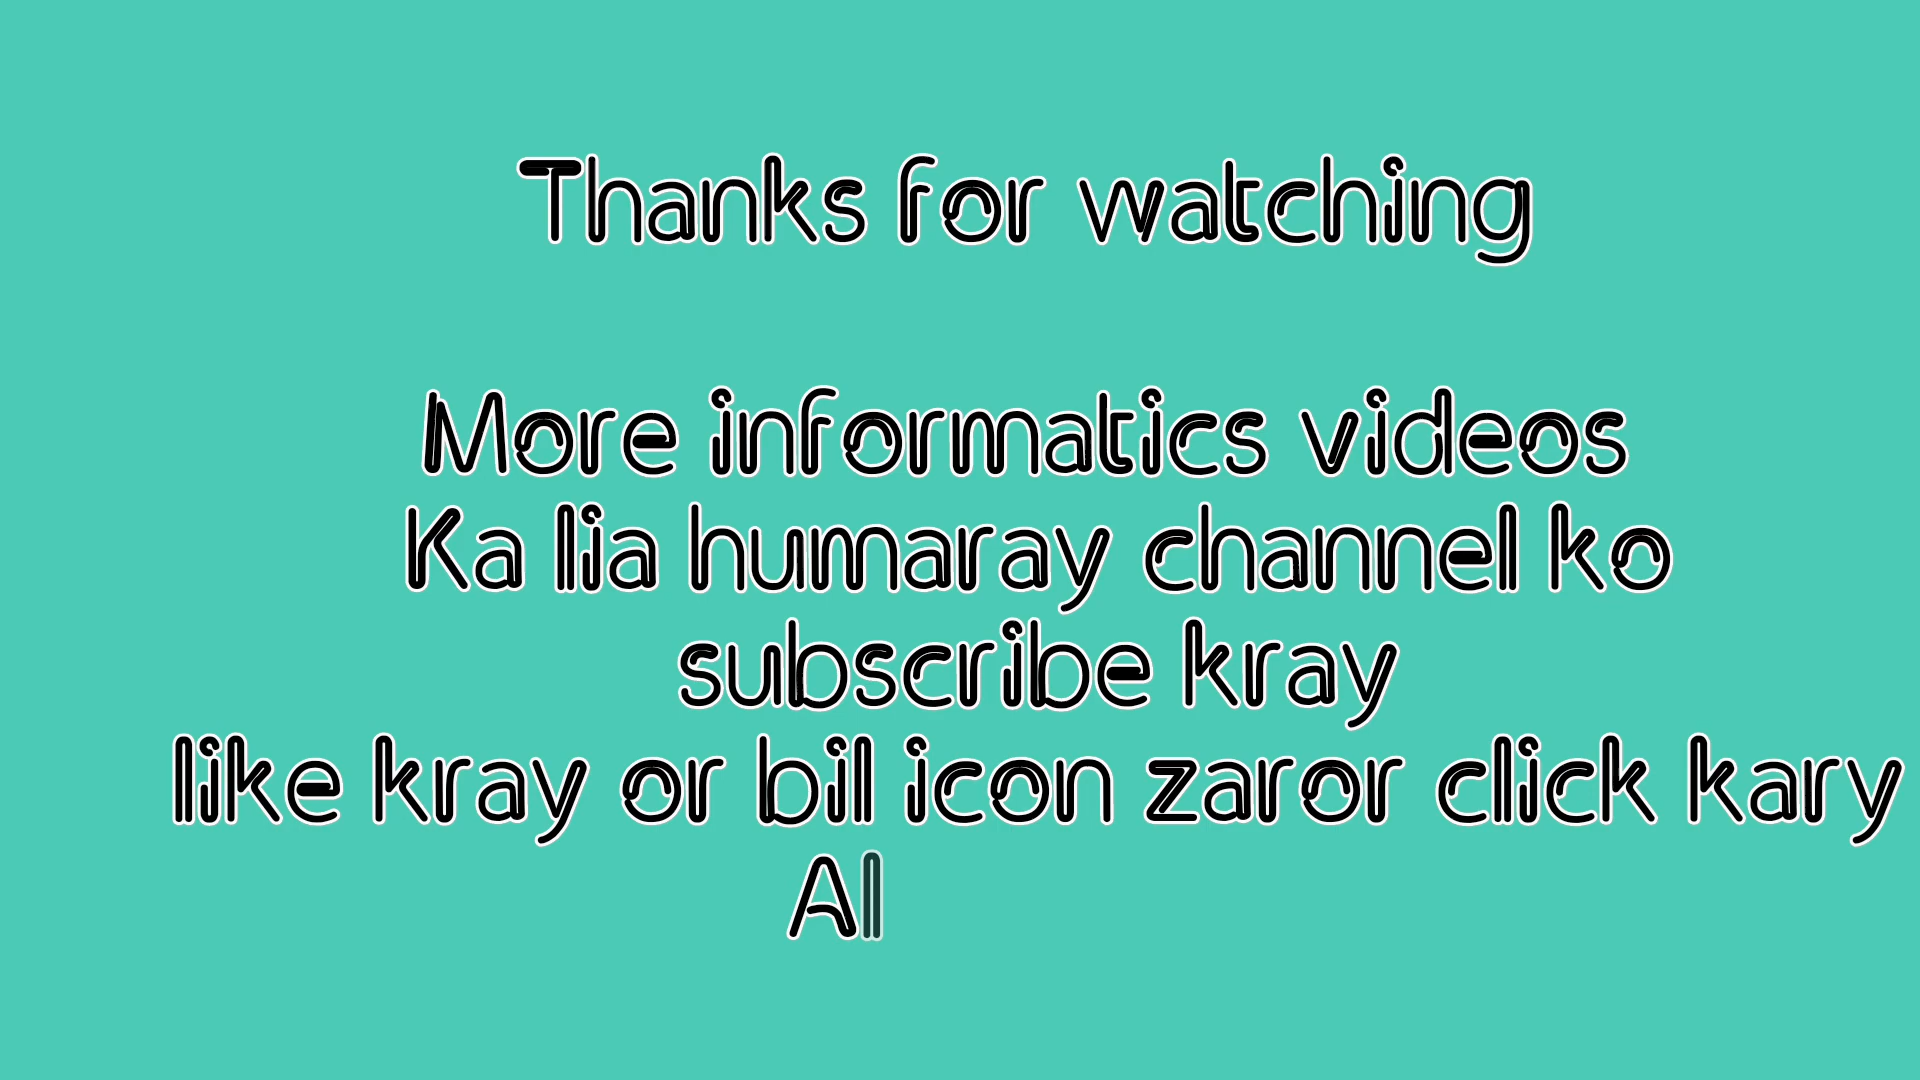 Thanks for watching
More informatics videos
Ka lia humaray channel ko
subscribe kray
like kray or bil icon zaror click kary
Al